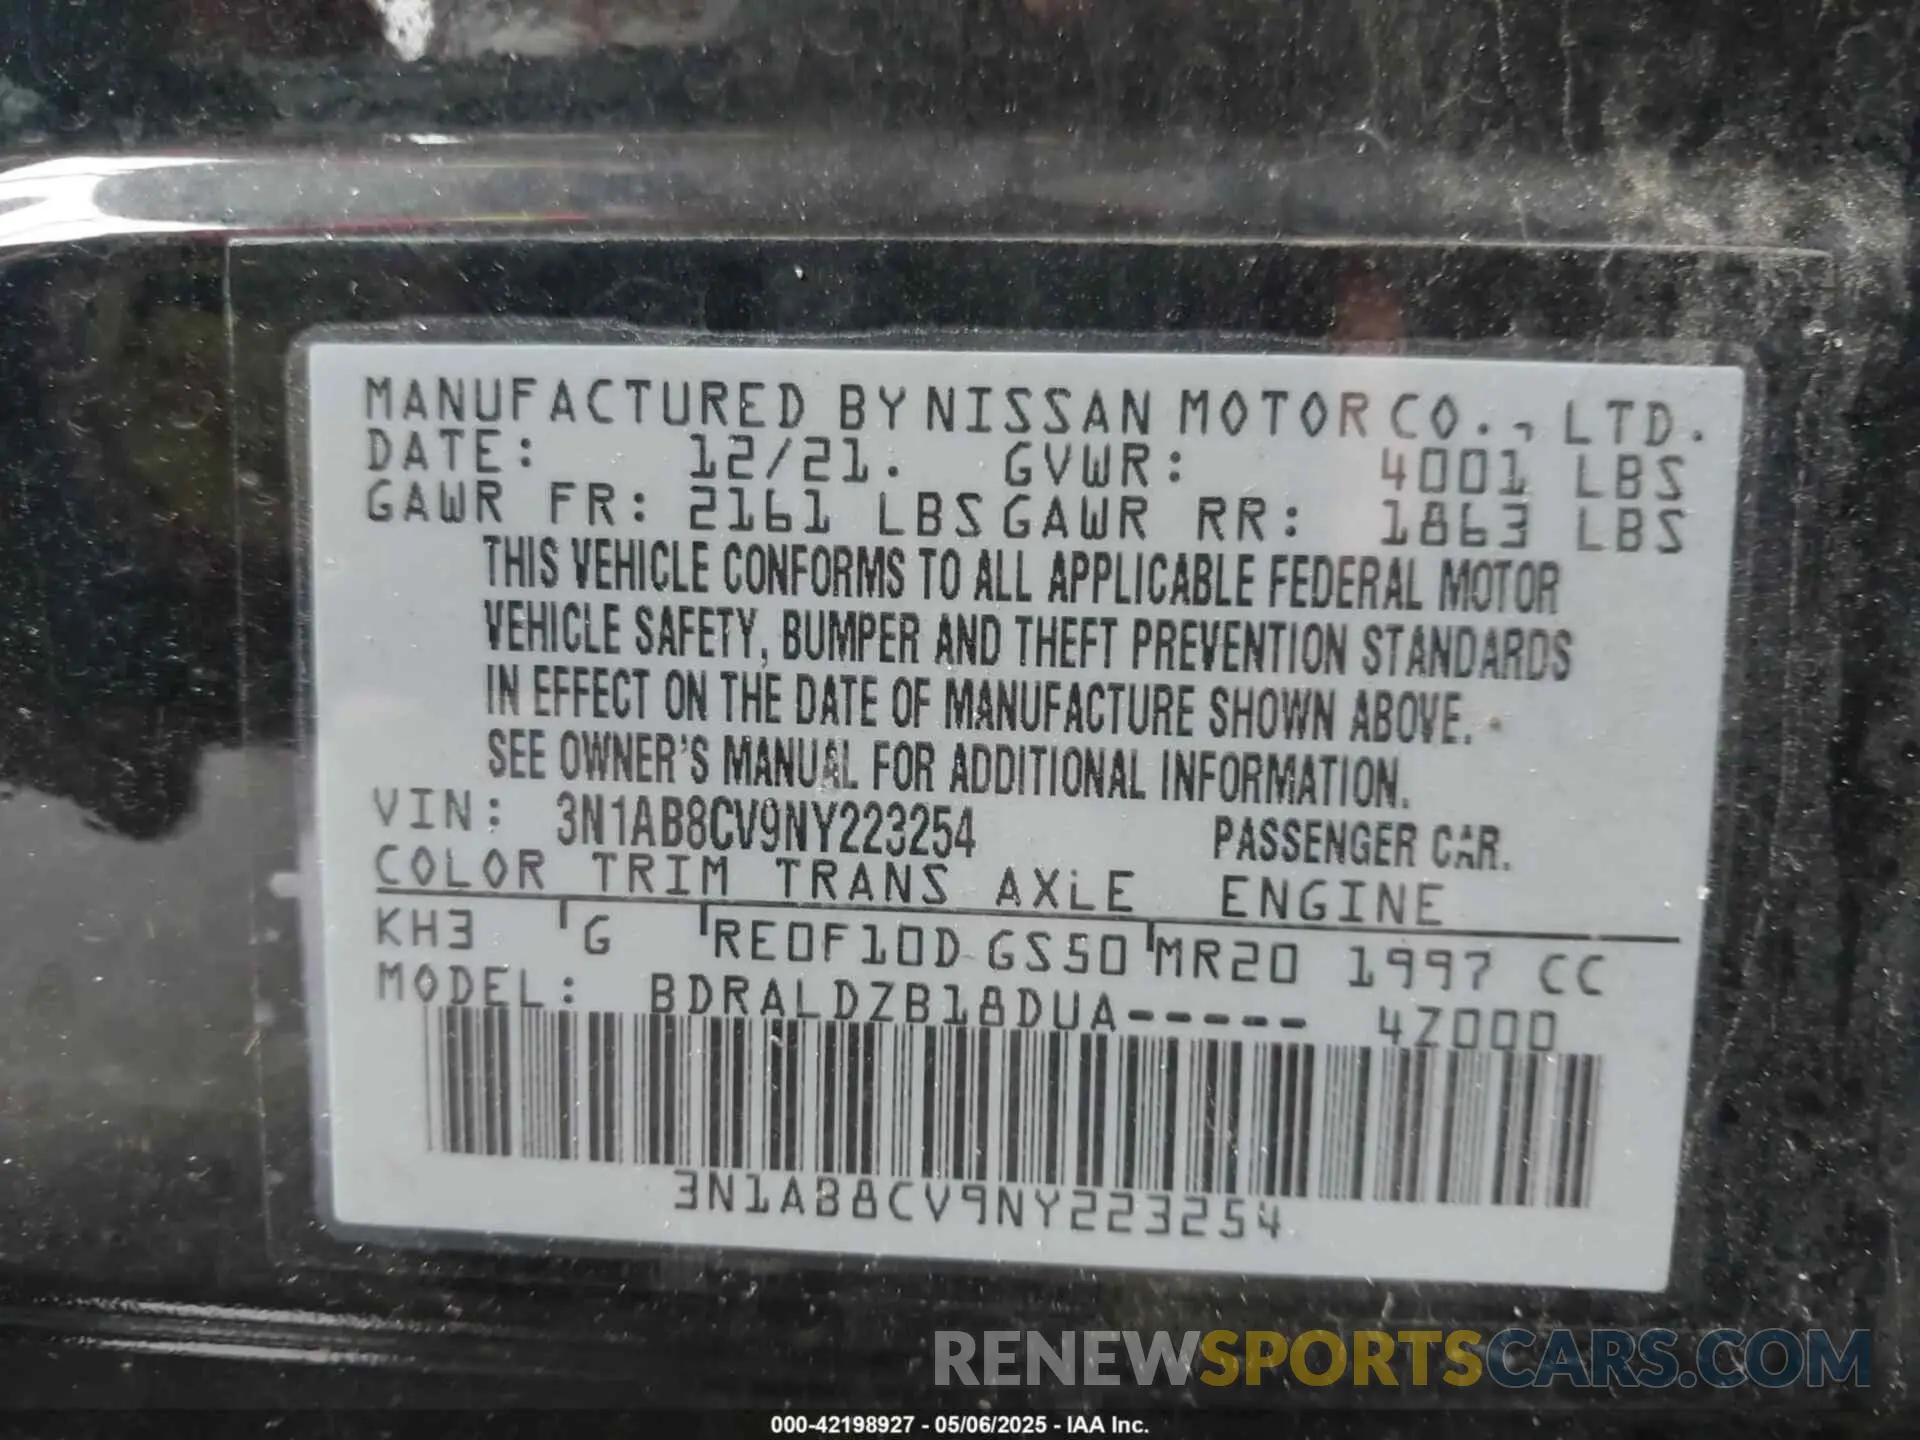 MANUFACTURED BY NISSAN MOTOR CO., LTD.
DATE: 12/21. GVWR: 4001 LBS
GAWR FR: 2161 LBS GAWR RR: 1863 LBS
THIS VEHICLE CONFORMS TO ALL APPLICABLE FEDERAL MOTOR
VEHICLE SAFETY, BUMPER AND THEFT PREVENTION STANDARDS
IN EFFECT ON THE DATE OF MANUFACTURE SHOWN ABOVE.
SEE OWNER'S MANUAL FOR ADDITIONAL INFORMATION.
VIN: 3N1AB8CV9NY223254 PASSENGER CAR.
COLOR TRIM TRANS AXLE ENGINE
KH3 G RE0F10D GS50 MR20 1997 CC
MODEL: BDRALDZB18DUA----- 4Z000
3N1AB8CV9NY223254
RENEWSPORTSCARS.COM
000-42198927 - 05/06/2025 - IAA Inc.